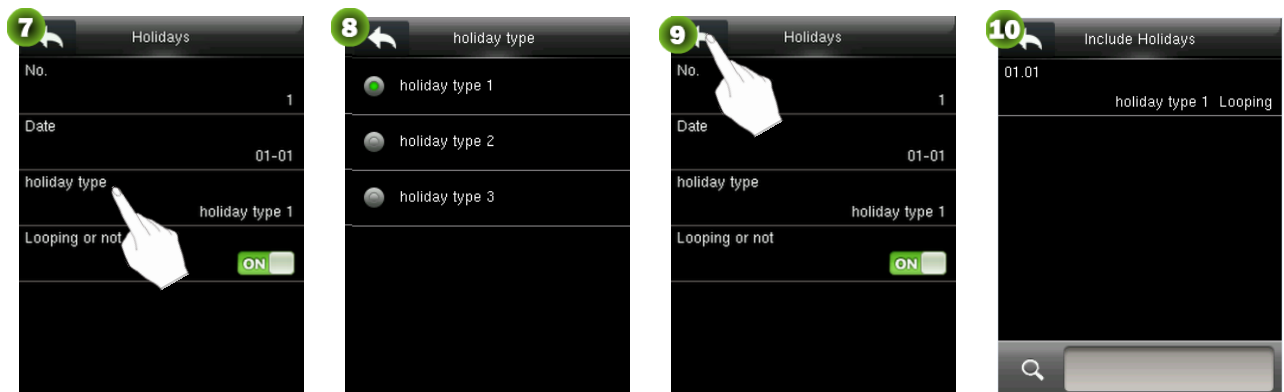 7
Holidays
No.
1
Date
01-01
holiday type
holiday type 1
Looping or not
ON
8
holiday type
holiday type 1
holiday type 2
holiday type 3
9
Holidays
No.
1
Date
01-01
holiday type
holiday type 1
Looping or not
ON
10
Include Holidays
01.01
holiday type 1 Looping